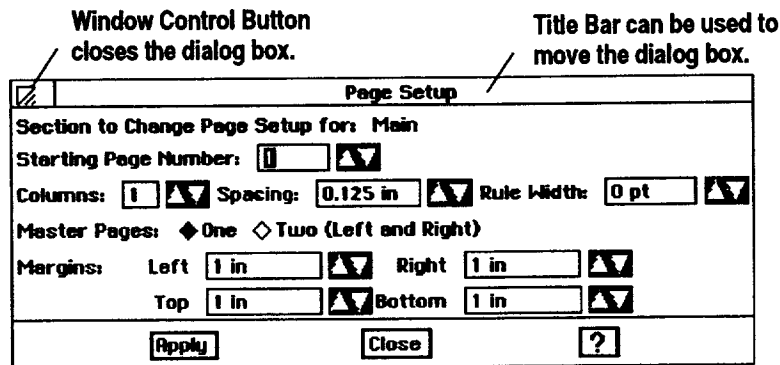 Window Control Button
closes the dialog box.
Title Bar can be used to
move the dialog box.
Page Setup
Section to Change Page Setup for: Main
Starting Page Number: 1
Columns: 1 Spacing: 0.125 in Rule Width: 0 pt
Master Pages: One Two (Left and Right)
Margins: Left 1 in Right 1 in
Top 1 in Bottom 1 in
Apply Close ?